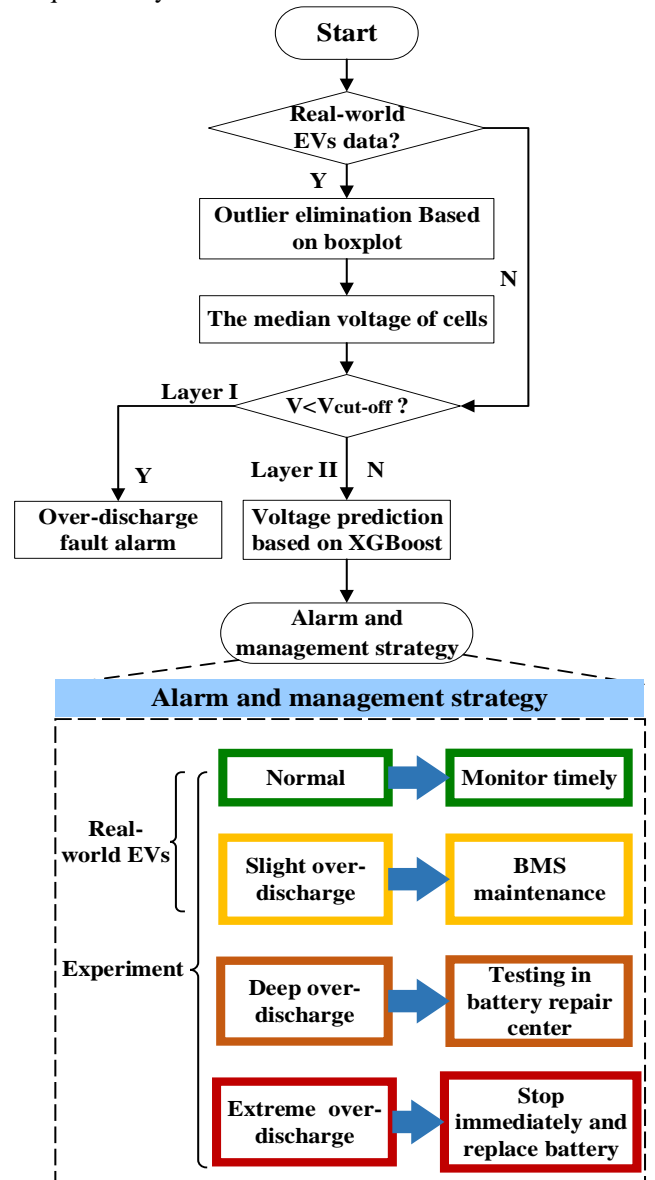 Start
Real-world
EVs data?
Y
Outlier elimination Based
on boxplot
N
The median voltage of cells
Layer I
V<Vcut-off ?
Y
Layer II
N
Over-discharge
fault alarm
Voltage prediction
based on XGBoost
Alarm and
management strategy
Alarm and management strategy
Normal
Monitor timely
Real-
world EVs
Slight over-
discharge
BMS
maintenance
Experiment
Deep over-
discharge
Testing in
battery repair
center
Extreme over-
discharge
Stop
immediately and
replace battery